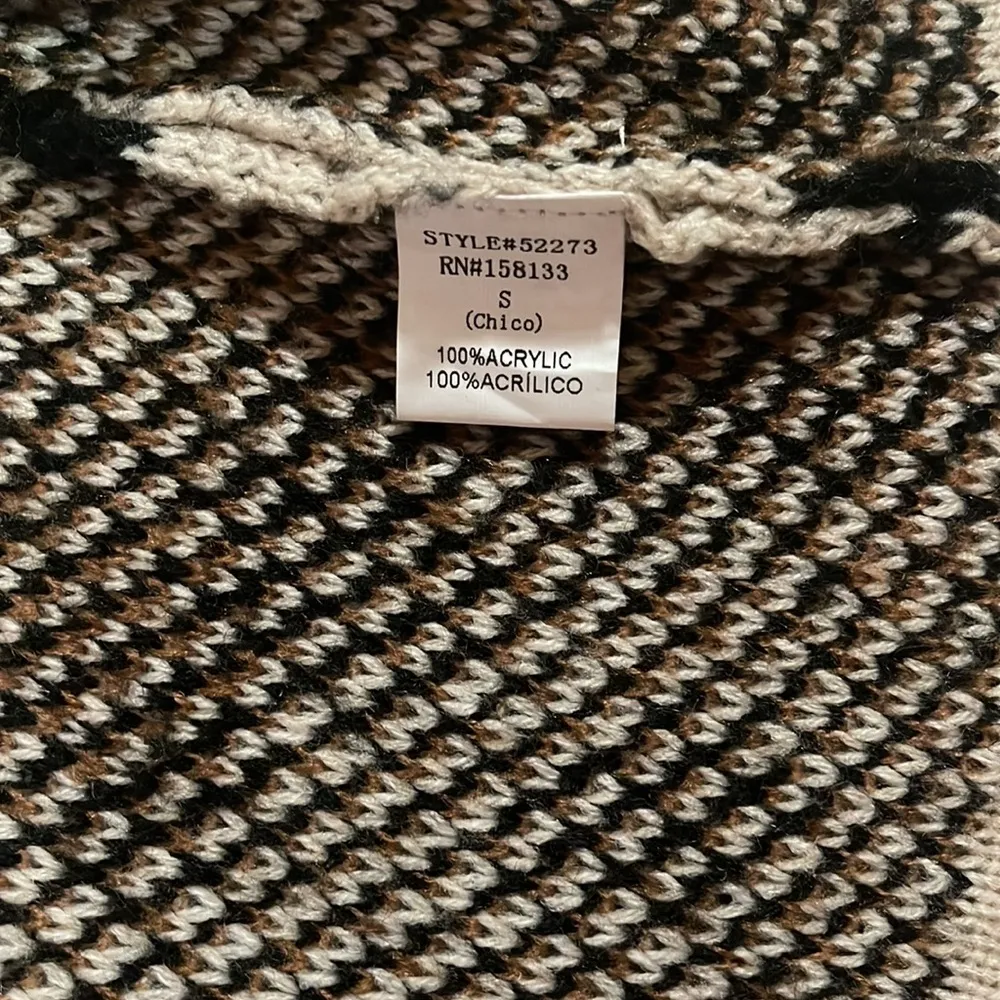 STYLE#52273
RN#158133
S
(Chico)
100%ACRYLIC
100%ACRÍLICO